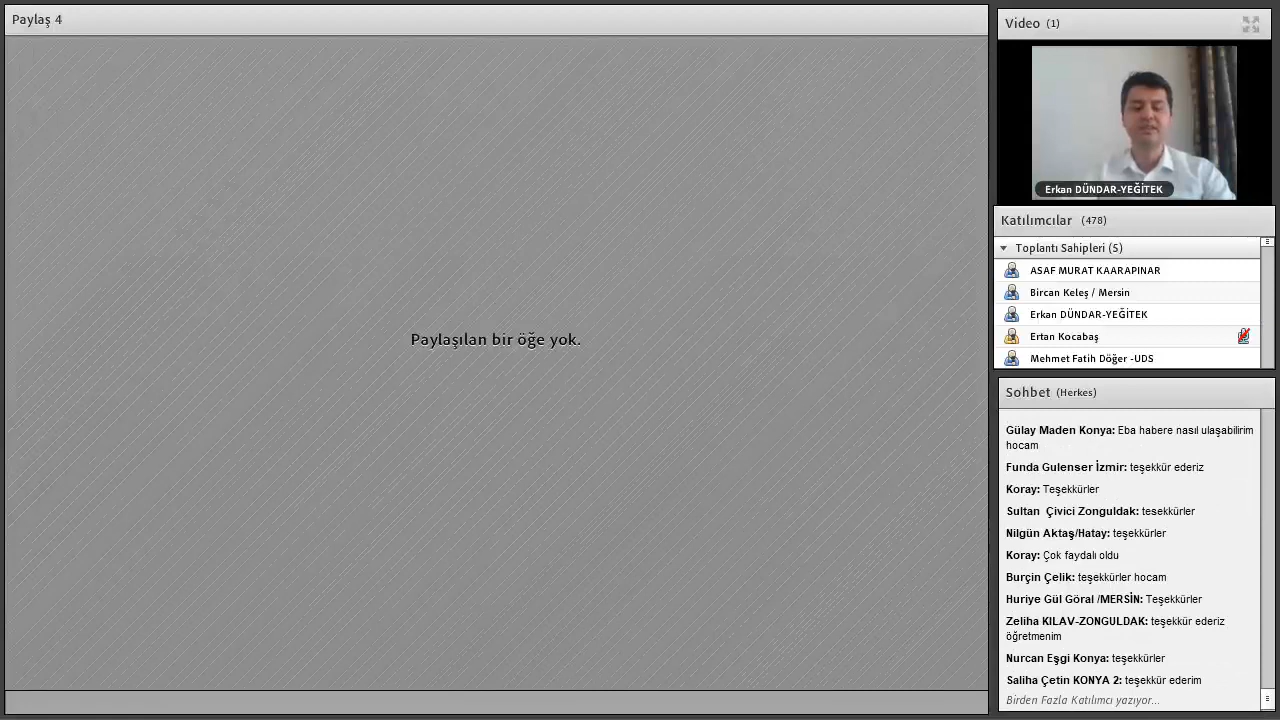 Paylaş 4
Paylaşılan bir öğe yok.
Video (1)
Erkan DÜNDAR-YEĞİTEK
Katılımcılar (478)
Toplantı Sahipleri (5)
ASAF MURAT KAARAPINAR
Bircan Keleş / Mersin
Erkan DÜNDAR-YEĞİTEK
Ertan Kocabaş
Mehmet Fatih Döğer -UDS
Sohbet (Herkes)
Gülay Maden Konya: Eba habere nasıl ulaşabilirim
hocam
Funda Gulenser İzmir: teşekkür ederiz
Koray: Teşekkürler
Sultan Çivici Zonguldak: tesekkürler
Nilgün Aktaş/Hatay: teşekkürler
Koray: Çok faydalı oldu
Burçin Çelik: teşekkürler hocam
Huriye Gül Göral /MERSİN: Teşekkürler
Zeliha KILAV-ZONGULDAK: teşekkür ederiz
öğretmenim
Nurcan Eşgi Konya: teşekkürler
Saliha Çetin KONYA 2: teşekkür ederim
Birden Fazla Katılımcı yazıyor...